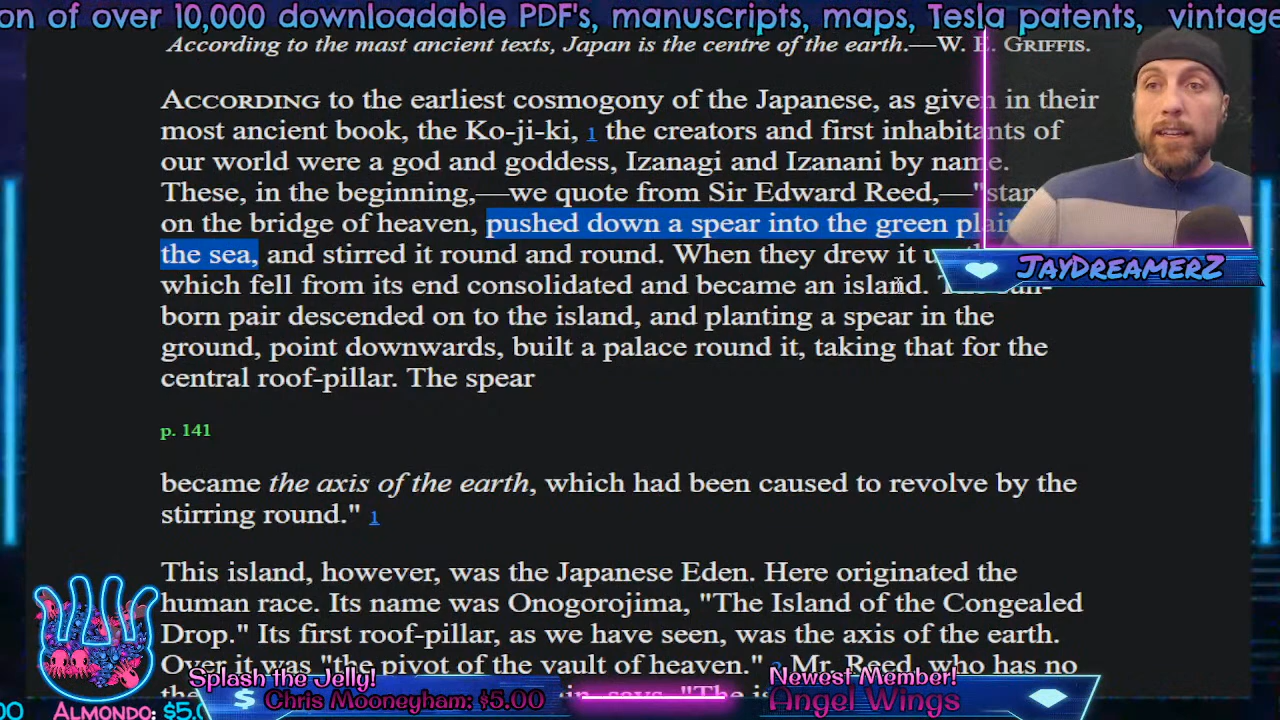 on of over 10,000 downloadable PDF's, manuscripts, maps, Tesla patents, vintage
According to the mast ancient texts, Japan is the centre of the earth.—W. E. GRIFFIS.
ACCORDING to the earliest cosmogony of the Japanese, as given in their
most ancient book, the Ko-ji-ki, 1 the creators and first inhabitants of
our world were a god and goddess, Izanagi and Izanani by name.
These, in the beginning,—we quote from Sir Edward Reed,—"stan
on the bridge of heaven, pushed down a spear into the green plai
the sea, and stirred it round and round. When they drew it
which fell from its end consolidated and became an island.
born pair descended on to the island, and planting a spear in the
ground, point downwards, built a palace round it, taking that for the
central roof-pillar. The spear
p. 141
became the axis of the earth, which had been caused to revolve by the
stirring round." 1
This island, however, was the Japanese Eden. Here originated the
human race. Its name was Onogorojima, "The Island of the Congealed
Drop." Its first roof-pillar, as we have seen, was the axis of the earth.
Over it was "the pivot of the vault of heaven." 2 Mr. Reed, who has no
says, "The
JayDreamerZ
Splash the Jelly!
$ Chris Mooneyham: $5.00
Newest Member!
Angel Wings
00 Almondo: $5.0